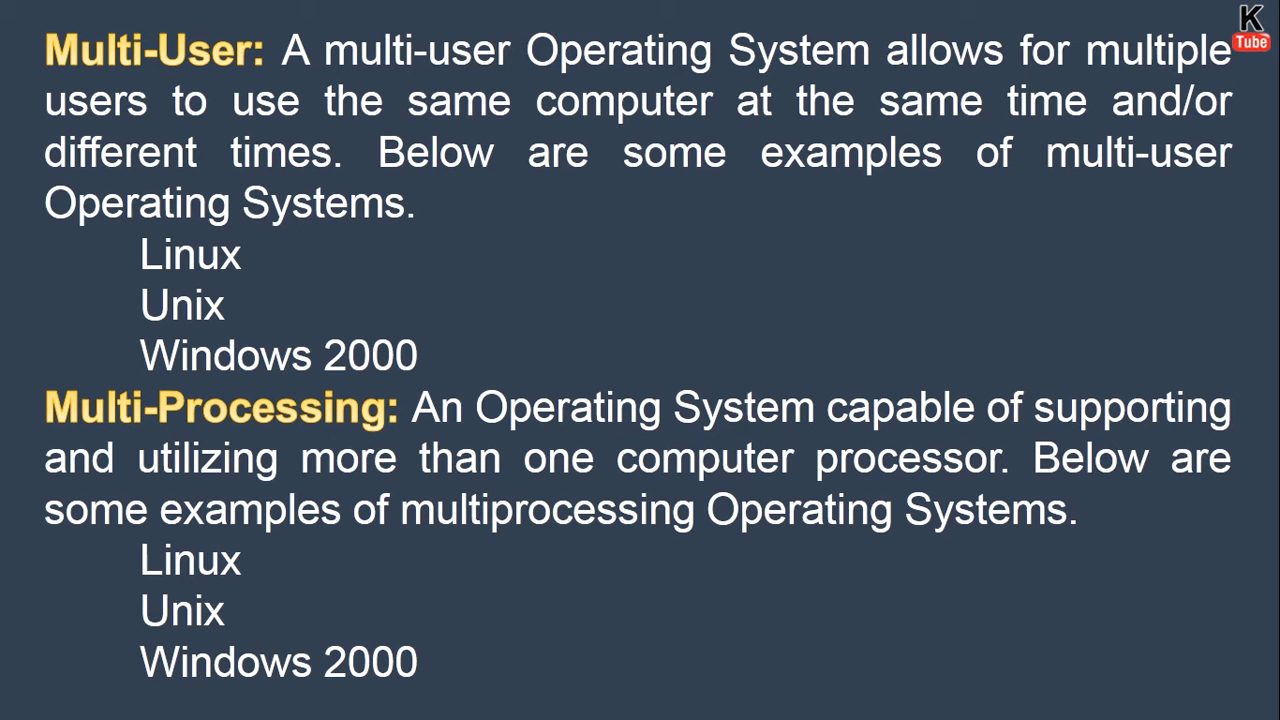 K
Tube
Multi-User: A multi-user Operating System allows for multiple
users to use the same computer at the same time and/or
different times. Below are some examples of multi-user
Operating Systems.
Linux
Unix
Windows 2000
Multi-Processing: An Operating System capable of supporting
and utilizing more than one computer processor. Below are
some examples of multiprocessing Operating Systems.
Linux
Unix
Windows 2000